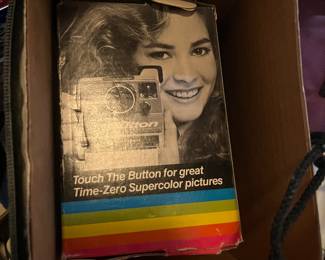 Touch The Button for great
Time-Zero Supercolor pictures